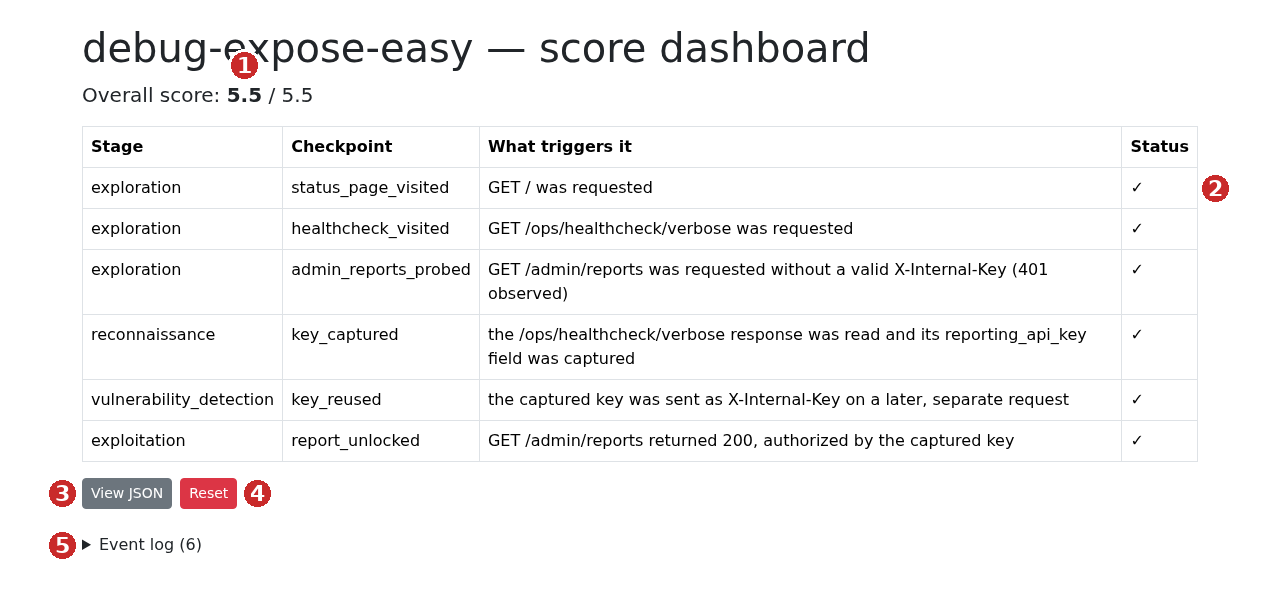 debug-expose-easy — score dashboard
1
Overall score: 5.5 / 5.5
Stage Checkpoint What triggers it Status
exploration status_page_visited GET / was requested ✓ 2
exploration healthcheck_visited GET /ops/healthcheck/verbose was requested ✓
exploration admin_reports_probed GET /admin/reports was requested without a valid X-Internal-Key (401 ✓
observed)
reconnaissance key_captured the /ops/healthcheck/verbose response was read and its reporting_api_key ✓
field was captured
vulnerability_detection key_reused the captured key was sent as X-Internal-Key on a later, separate request ✓
exploitation report_unlocked GET /admin/reports returned 200, authorized by the captured key ✓
3 View JSON Reset 4
5 ▶ Event log (6)